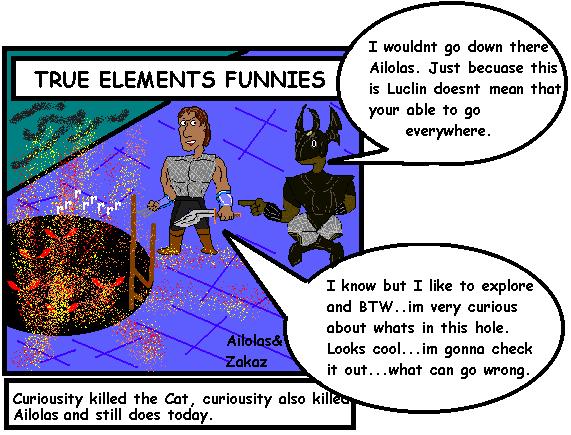 TRUE ELEMENTS FUNNIES
I wouldnt go down there
Ailolas. Just becuase this
is Luclin doesnt mean that
your able to go
everywhere.
rrrrrrrr
I know but I like to explore
and BTW..im very curious
about whats in this hole.
Looks cool...im gonna check
it out...what can go wrong.
Ailolas&
Zakaz
Curiousity killed the Cat, curiousity also killed
Ailolas and still does today.